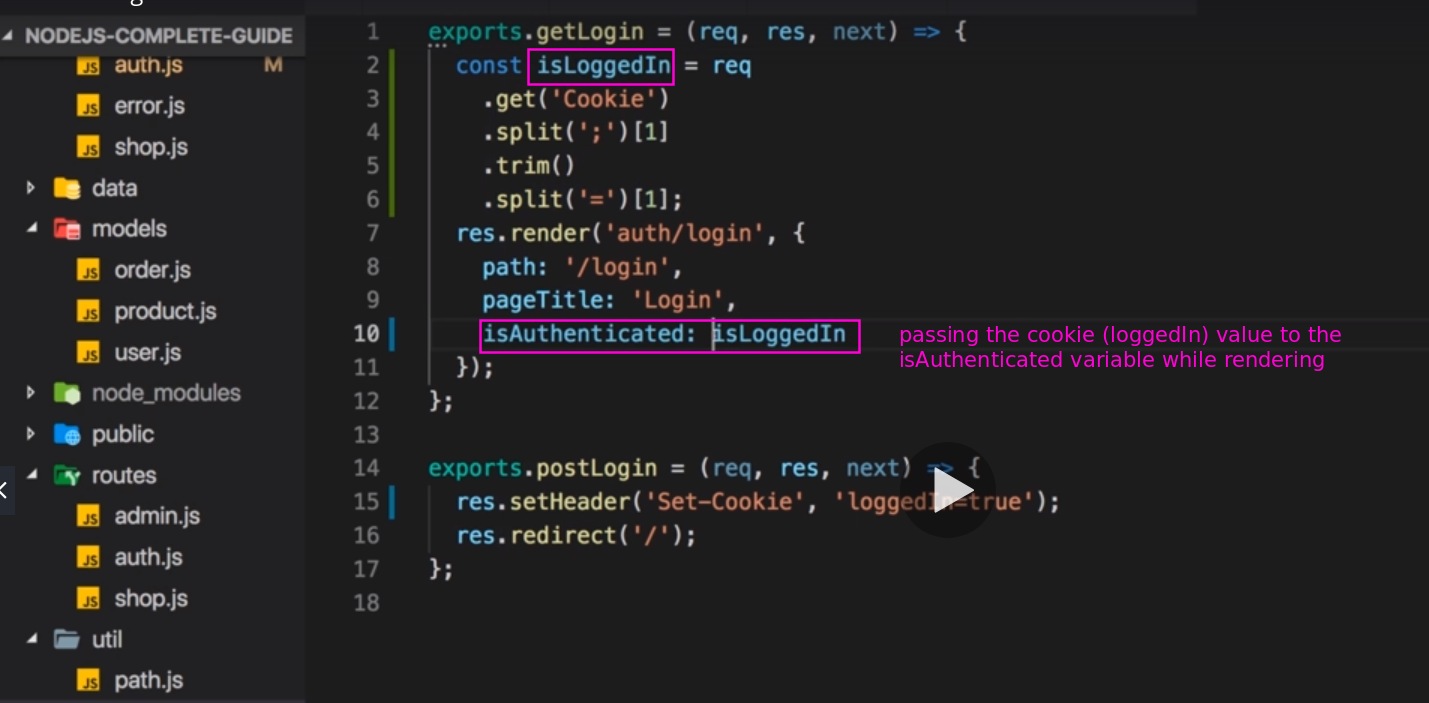 NODEJS-COMPLETE-GUIDE
JS auth.js M
JS error.js
JS shop.js
data
models
JS order.js
JS product.js
JS user.js
node_modules
public
routes
JS admin.js
JS auth.js
JS shop.js
util
JS path.js
1 exports.getLogin = (req, res, next) => {
2 const isLoggedIn = req
3 .get('Cookie')
4 .split(';')[1]
5 .trim()
6 .split('=')[1];
7 res.render('auth/login', {
8 path: '/login',
9 pageTitle: 'Login',
10 isAuthenticated: isLoggedIn
passing the cookie (loggedIn) value to the
isAuthenticated variable while rendering
11 });
12 };
13
14 exports.postLogin = (req, res, next) => {
15 res.setHeader('Set-Cookie', 'loggedIn=true');
16 res.redirect('/');
17 };
18